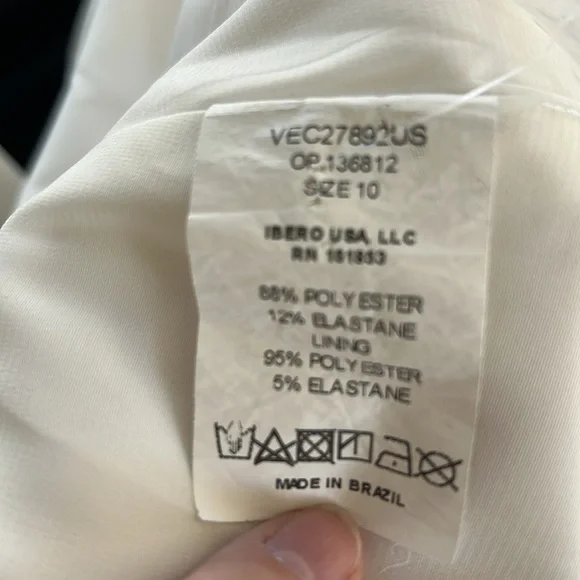 VEC27892US
OP.136812
SIZE 10
IBERO USA, LLC
RN 161853
88% POLYESTER
12% ELASTANE
LINING
95% POLYESTER
5% ELASTANE
MADE IN BRAZIL